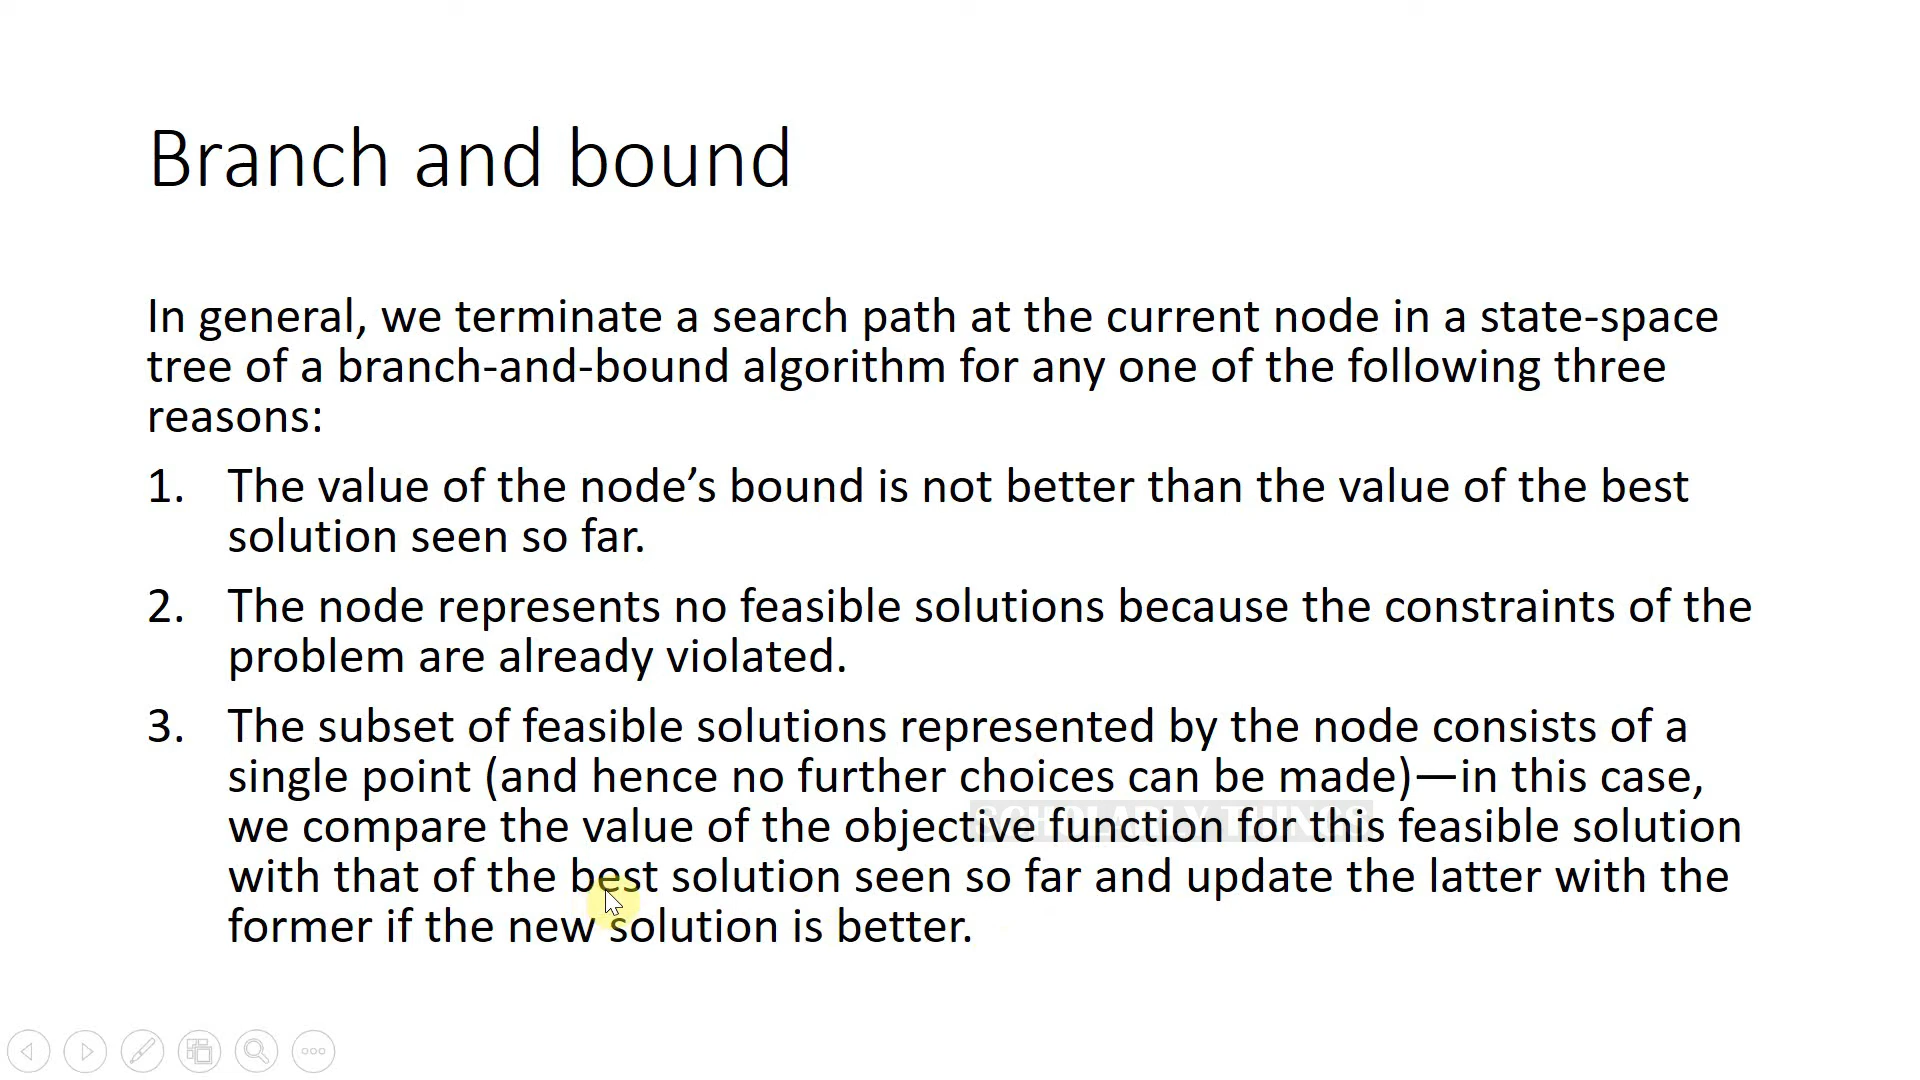 Branch and bound
In general, we terminate a search path at the current node in a state-space
tree of a branch-and-bound algorithm for any one of the following three
reasons:
1. The value of the node’s bound is not better than the value of the best
solution seen so far.
2. The node represents no feasible solutions because the constraints of the
problem are already violated.
3. The subset of feasible solutions represented by the node consists of a
single point (and hence no further choices can be made)—in this case,
we compare the value of the objective function for this feasible solution
SCHOLARLY THINGS
with that of the best solution seen so far and update the latter with the
former if the new solution is better.